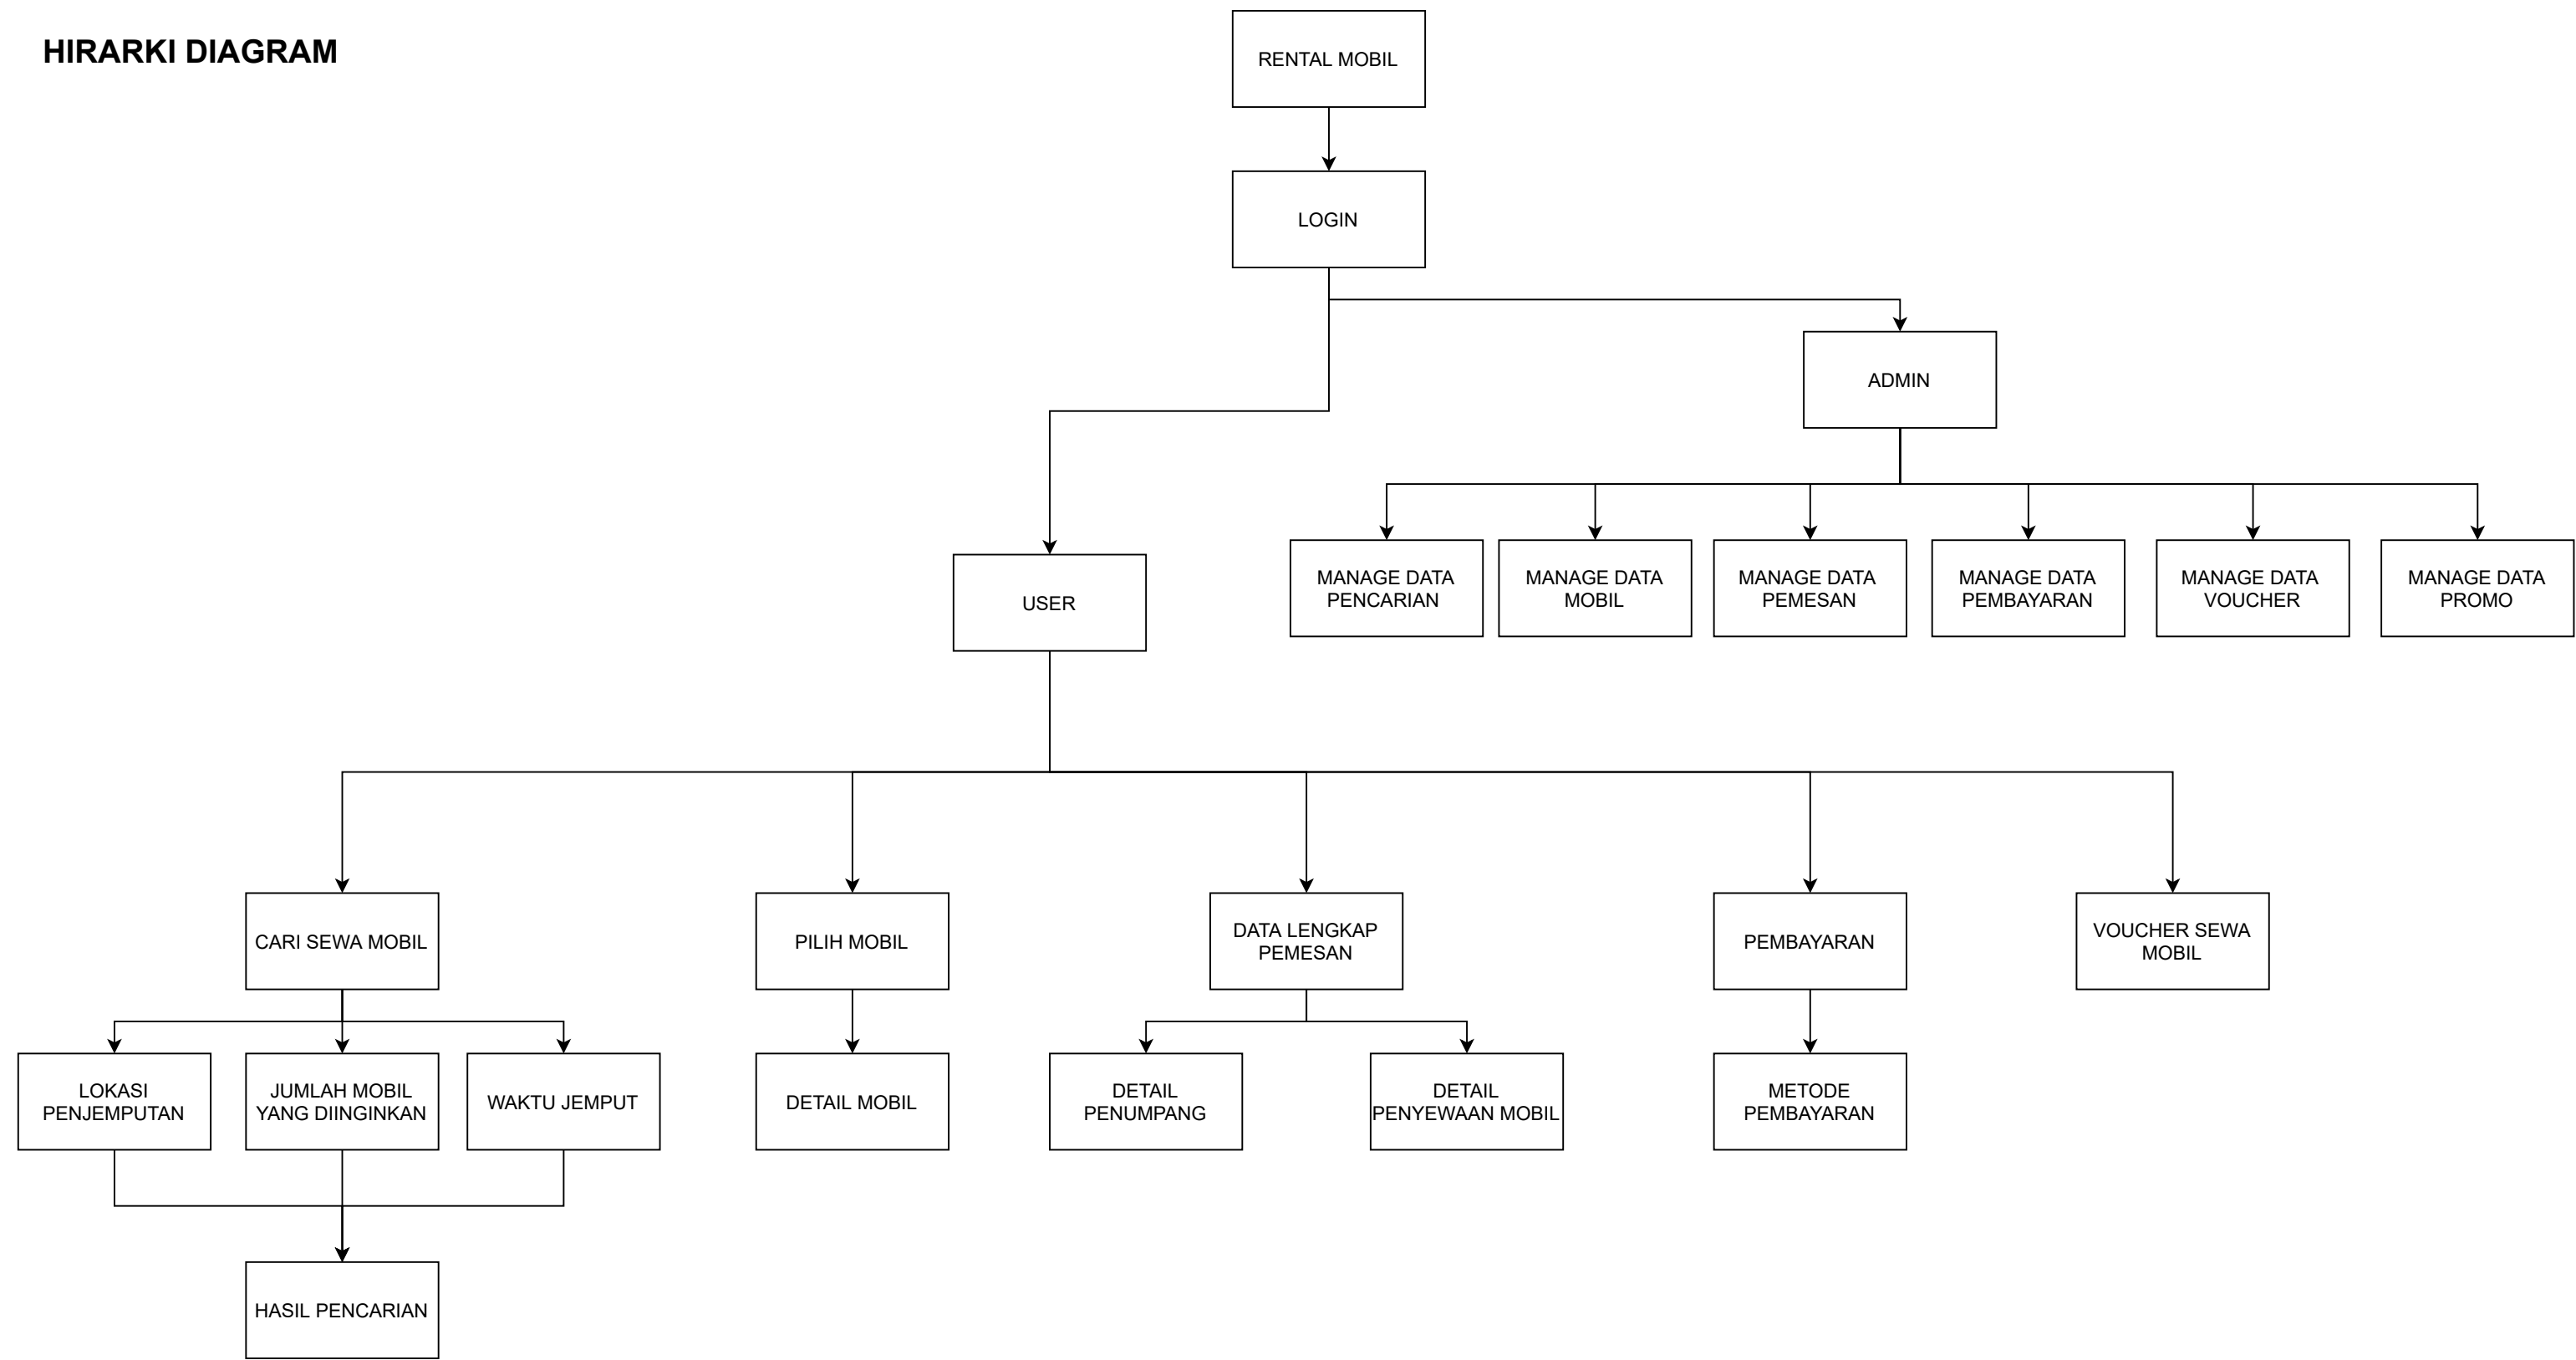 HIRARKI DIAGRAM
RENTAL MOBIL
LOGIN
ADMIN
MANAGE DATA
PENCARIAN
MANAGE DATA
MOBIL
MANAGE DATA
PEMESAN
MANAGE DATA
PEMBAYARAN
MANAGE DATA
VOUCHER
MANAGE DATA
PROMO
USER
CARI SEWA MOBIL
PILIH MOBIL
DATA LENGKAP
PEMESAN
PEMBAYARAN
VOUCHER SEWA
MOBIL
LOKASI
PENJEMPUTAN
JUMLAH MOBIL
YANG DIINGINKAN
WAKTU JEMPUT
DETAIL MOBIL
DETAIL
PENUMPANG
DETAIL
PENYEWAAN MOBIL
METODE
PEMBAYARAN
HASIL PENCARIAN